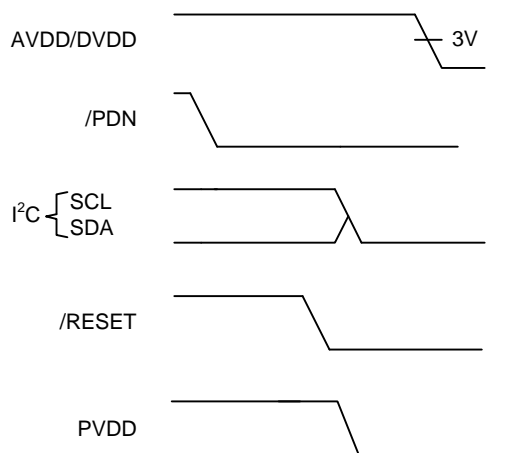 AVDD/DVDD
3V
/PDN
I²C
SCL
SDA
/RESET
PVDD